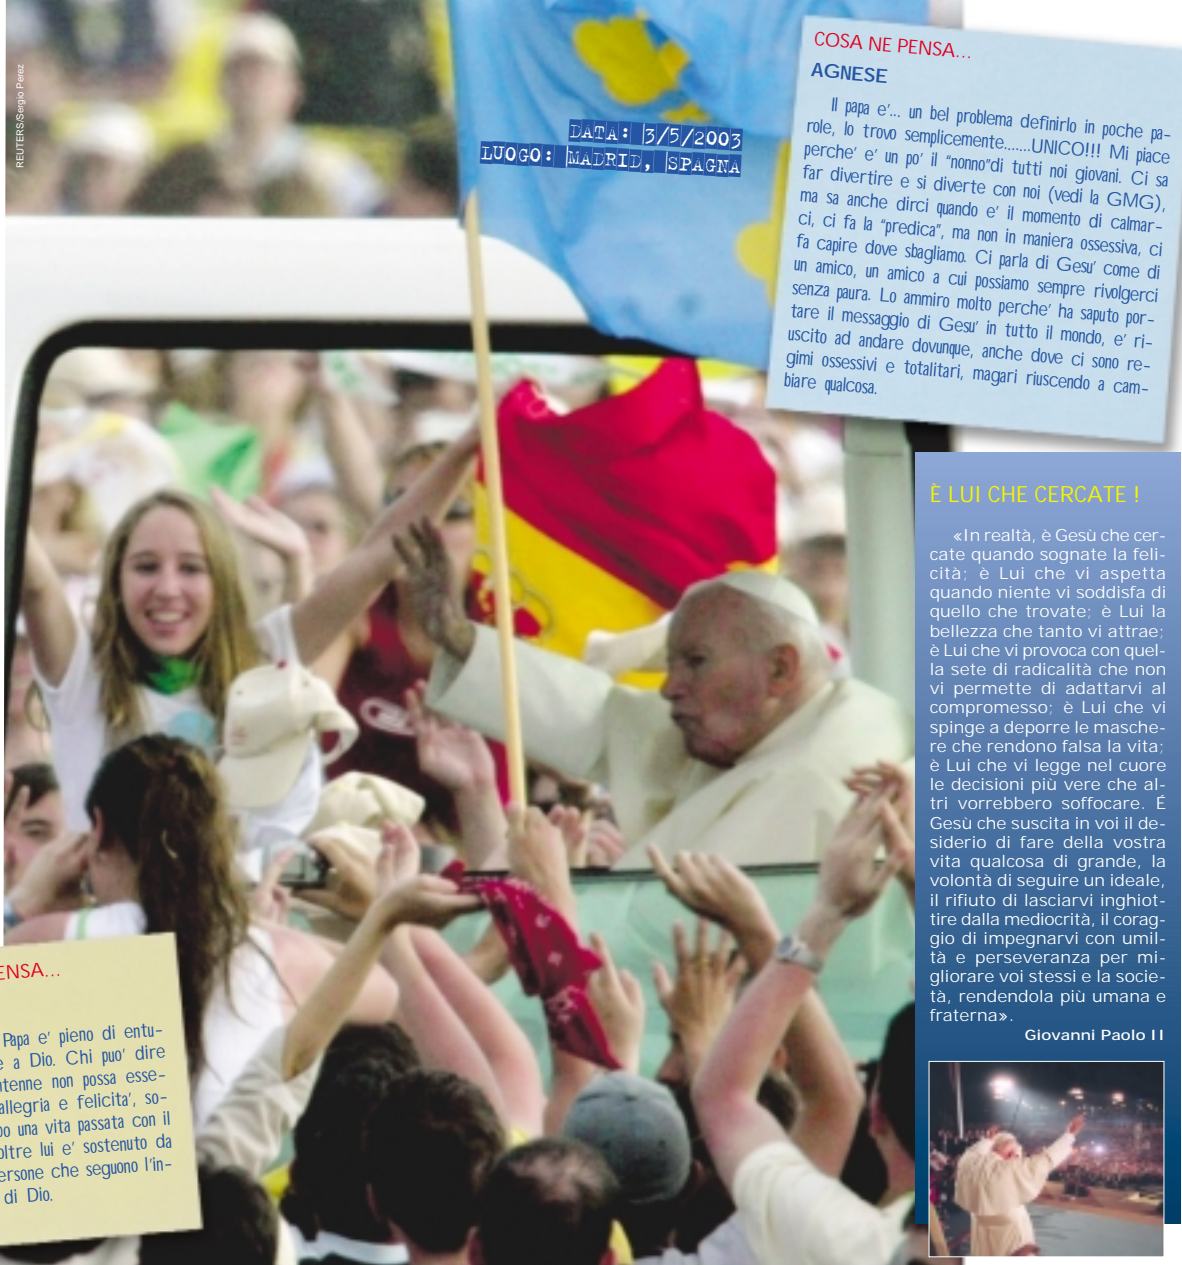 REUTERS/Sergio Perez
DATA: 3/5/2003
LUOGO: MADRID, SPAGNA
COSA NE PENSA...
AGNESE
Il papa e'... un bel problema definirlo in poche pa-
role, lo trovo semplicemente.......UNICO!!! Mi piace
perche' e' un po' il "nonno"di tutti noi giovani. Ci sa
far divertire e si diverte con noi (vedi la GMG),
ma sa anche dirci quando e' il momento di calmar-
ci, ci fa la "predica", ma non in maniera ossessiva, ci
fa capire dove sbagliamo. Ci parla di Gesu' come di
un amico, un amico a cui possiamo sempre rivolgerci
senza paura. Lo ammiro molto perche' ha saputo por-
tare il messaggio di Gesu' in tutto il mondo, e' ri-
uscito ad andare dovunque, anche dove ci sono re-
gimi ossessivi e totalitari, magari riuscendo a cam-
biare qualcosa.
È LUI CHE CERCATE !
«In realtà, è Gesù che cer-
cate quando sognate la feli-
cità; è Lui che vi aspetta
quando niente vi soddisfa di
quello che trovate; è Lui la
bellezza che tanto vi attrae;
è Lui che vi provoca con quel-
la sete di radicalità che non
vi permette di adattarvi al
compromesso; è Lui che vi
spinge a deporre le masche-
re che rendono falsa la vita;
è Lui che vi legge nel cuore
le decisioni più vere che al-
tri vorrebbero soffocare. É
Gesù che suscita in voi il de-
siderio di fare della vostra
vita qualcosa di grande, la
volontà di seguire un ideale,
il rifiuto di lasciarvi inghiot-
tire dalla mediocrità, il corag-
gio di impegnarvi con umil-
tà e perseveranza per mi-
gliorare voi stessi e la socie-
tà, rendendola più umana e
fraterna».
Giovanni Paolo II
ENSA...
Papa e' pieno di entu-
e a Dio. Chi puo' dire
ntenne non possa esse-
allegria e felicita', so-
po una vita passata con il
oltre lui e' sostenuto da
ersone che seguono l'in-
di Dio.